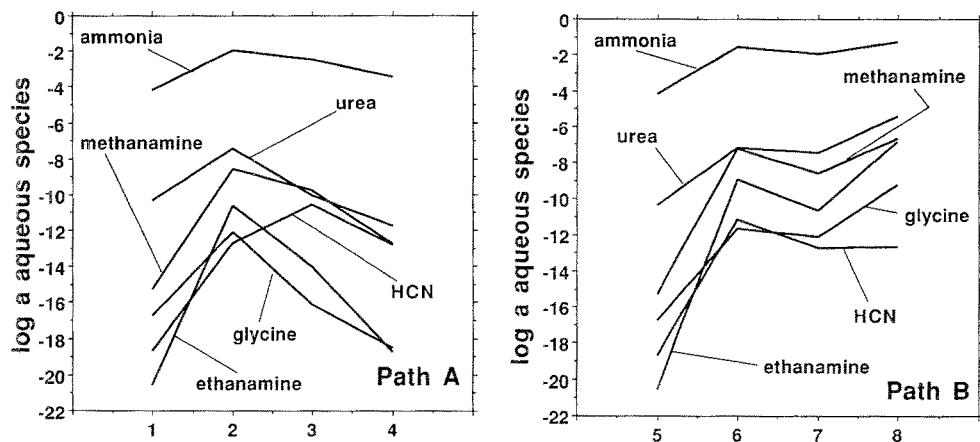 log a aqueous species
0
-2
-4
-6
-8
-10
-12
-14
-16
-18
-20
-22
ammonia
urea
methanamine
HCN
glycine
ethanamine
Path A
1
2
3
4
log a aqueous species
0
-2
-4
-6
-8
-10
-12
-14
-16
-18
-20
-22
ammonia
methanamine
urea
glycine
HCN
ethanamine
Path B
5
6
7
8